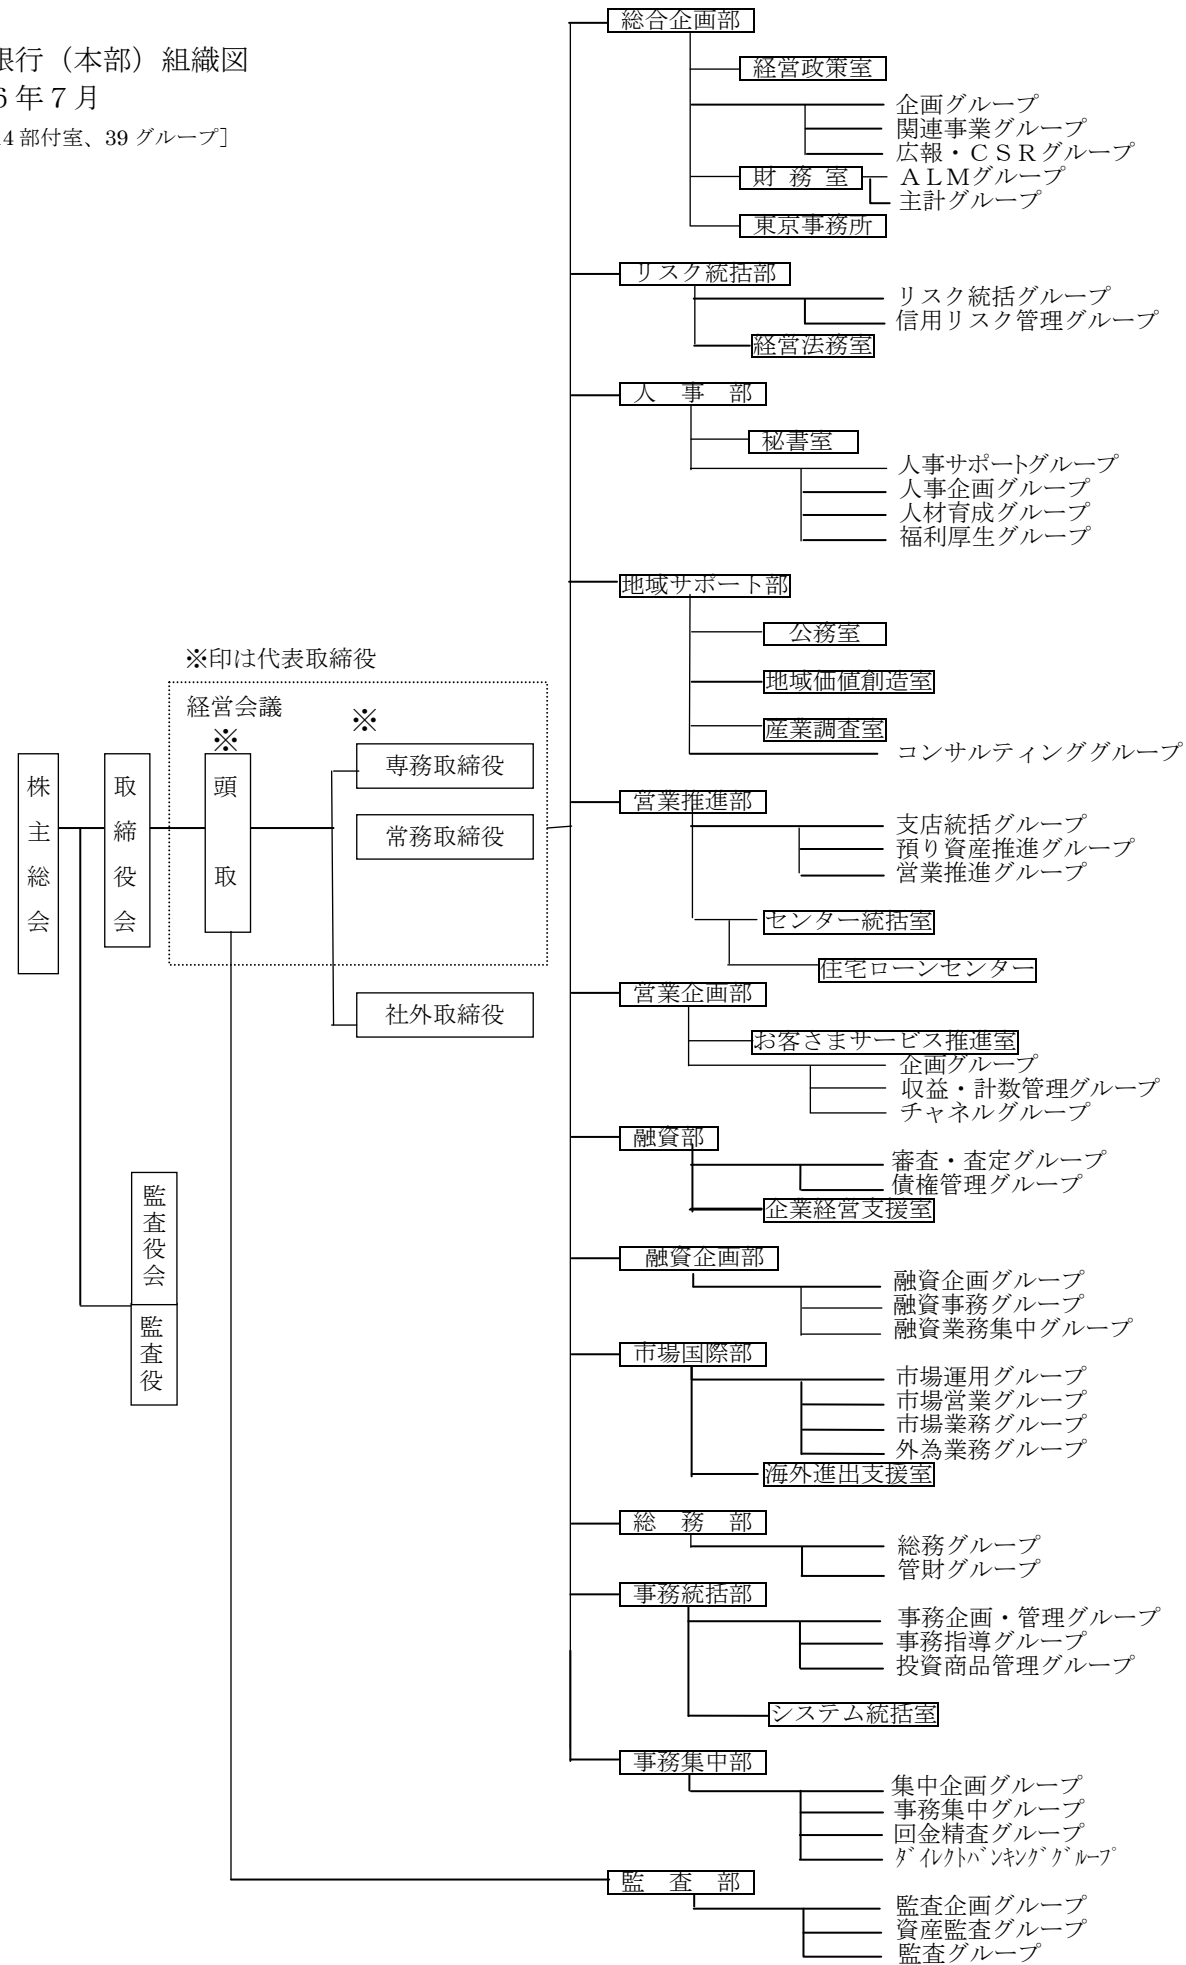 銀行（本部）組織図
6年７月
14部付室、39グループ］
総合企画部
経営政策室
企画グループ
関連事業グループ
広報・ＣＳＲグループ
財務室
ＡＬＭグループ
主計グループ
東京事務所
リスク統括部
リスク統括グループ
信用リスク管理グループ
経営法務室
人事部
秘書室
人事サポートグループ
人事企画グループ
人材育成グループ
福利厚生グループ
地域サポート部
公務室
地域価値創造室
産業調査室
コンサルティンググループ
※印は代表取締役
経営会議
※
※
株主総会
取締役会
頭取
専務取締役
常務取締役
社外取締役
監査役会
監査役
営業推進部
支店統括グループ
預り資産推進グループ
営業推進グループ
センター統括室
住宅ローンセンター
営業企画部
お客さまサービス推進室
企画グループ
収益・計数管理グループ
チャネルグループ
融資部
審査・査定グループ
債権管理グループ
企業経営支援室
融資企画部
融資企画グループ
融資事務グループ
融資業務集中グループ
市場国際部
市場運用グループ
市場営業グループ
市場業務グループ
外為業務グループ
海外進出支援室
総務部
総務グループ
管財グループ
事務統括部
事務企画・管理グループ
事務指導グループ
投資商品管理グループ
システム統括室
事務集中部
集中企画グループ
事務集中グループ
回金精査グループ
ﾀﾞｲﾚｸﾄﾊﾞﾝｷﾝｸﾞｸﾞﾙｰﾌﾟ
監査部
監査企画グループ
資産監査グループ
監査グループ